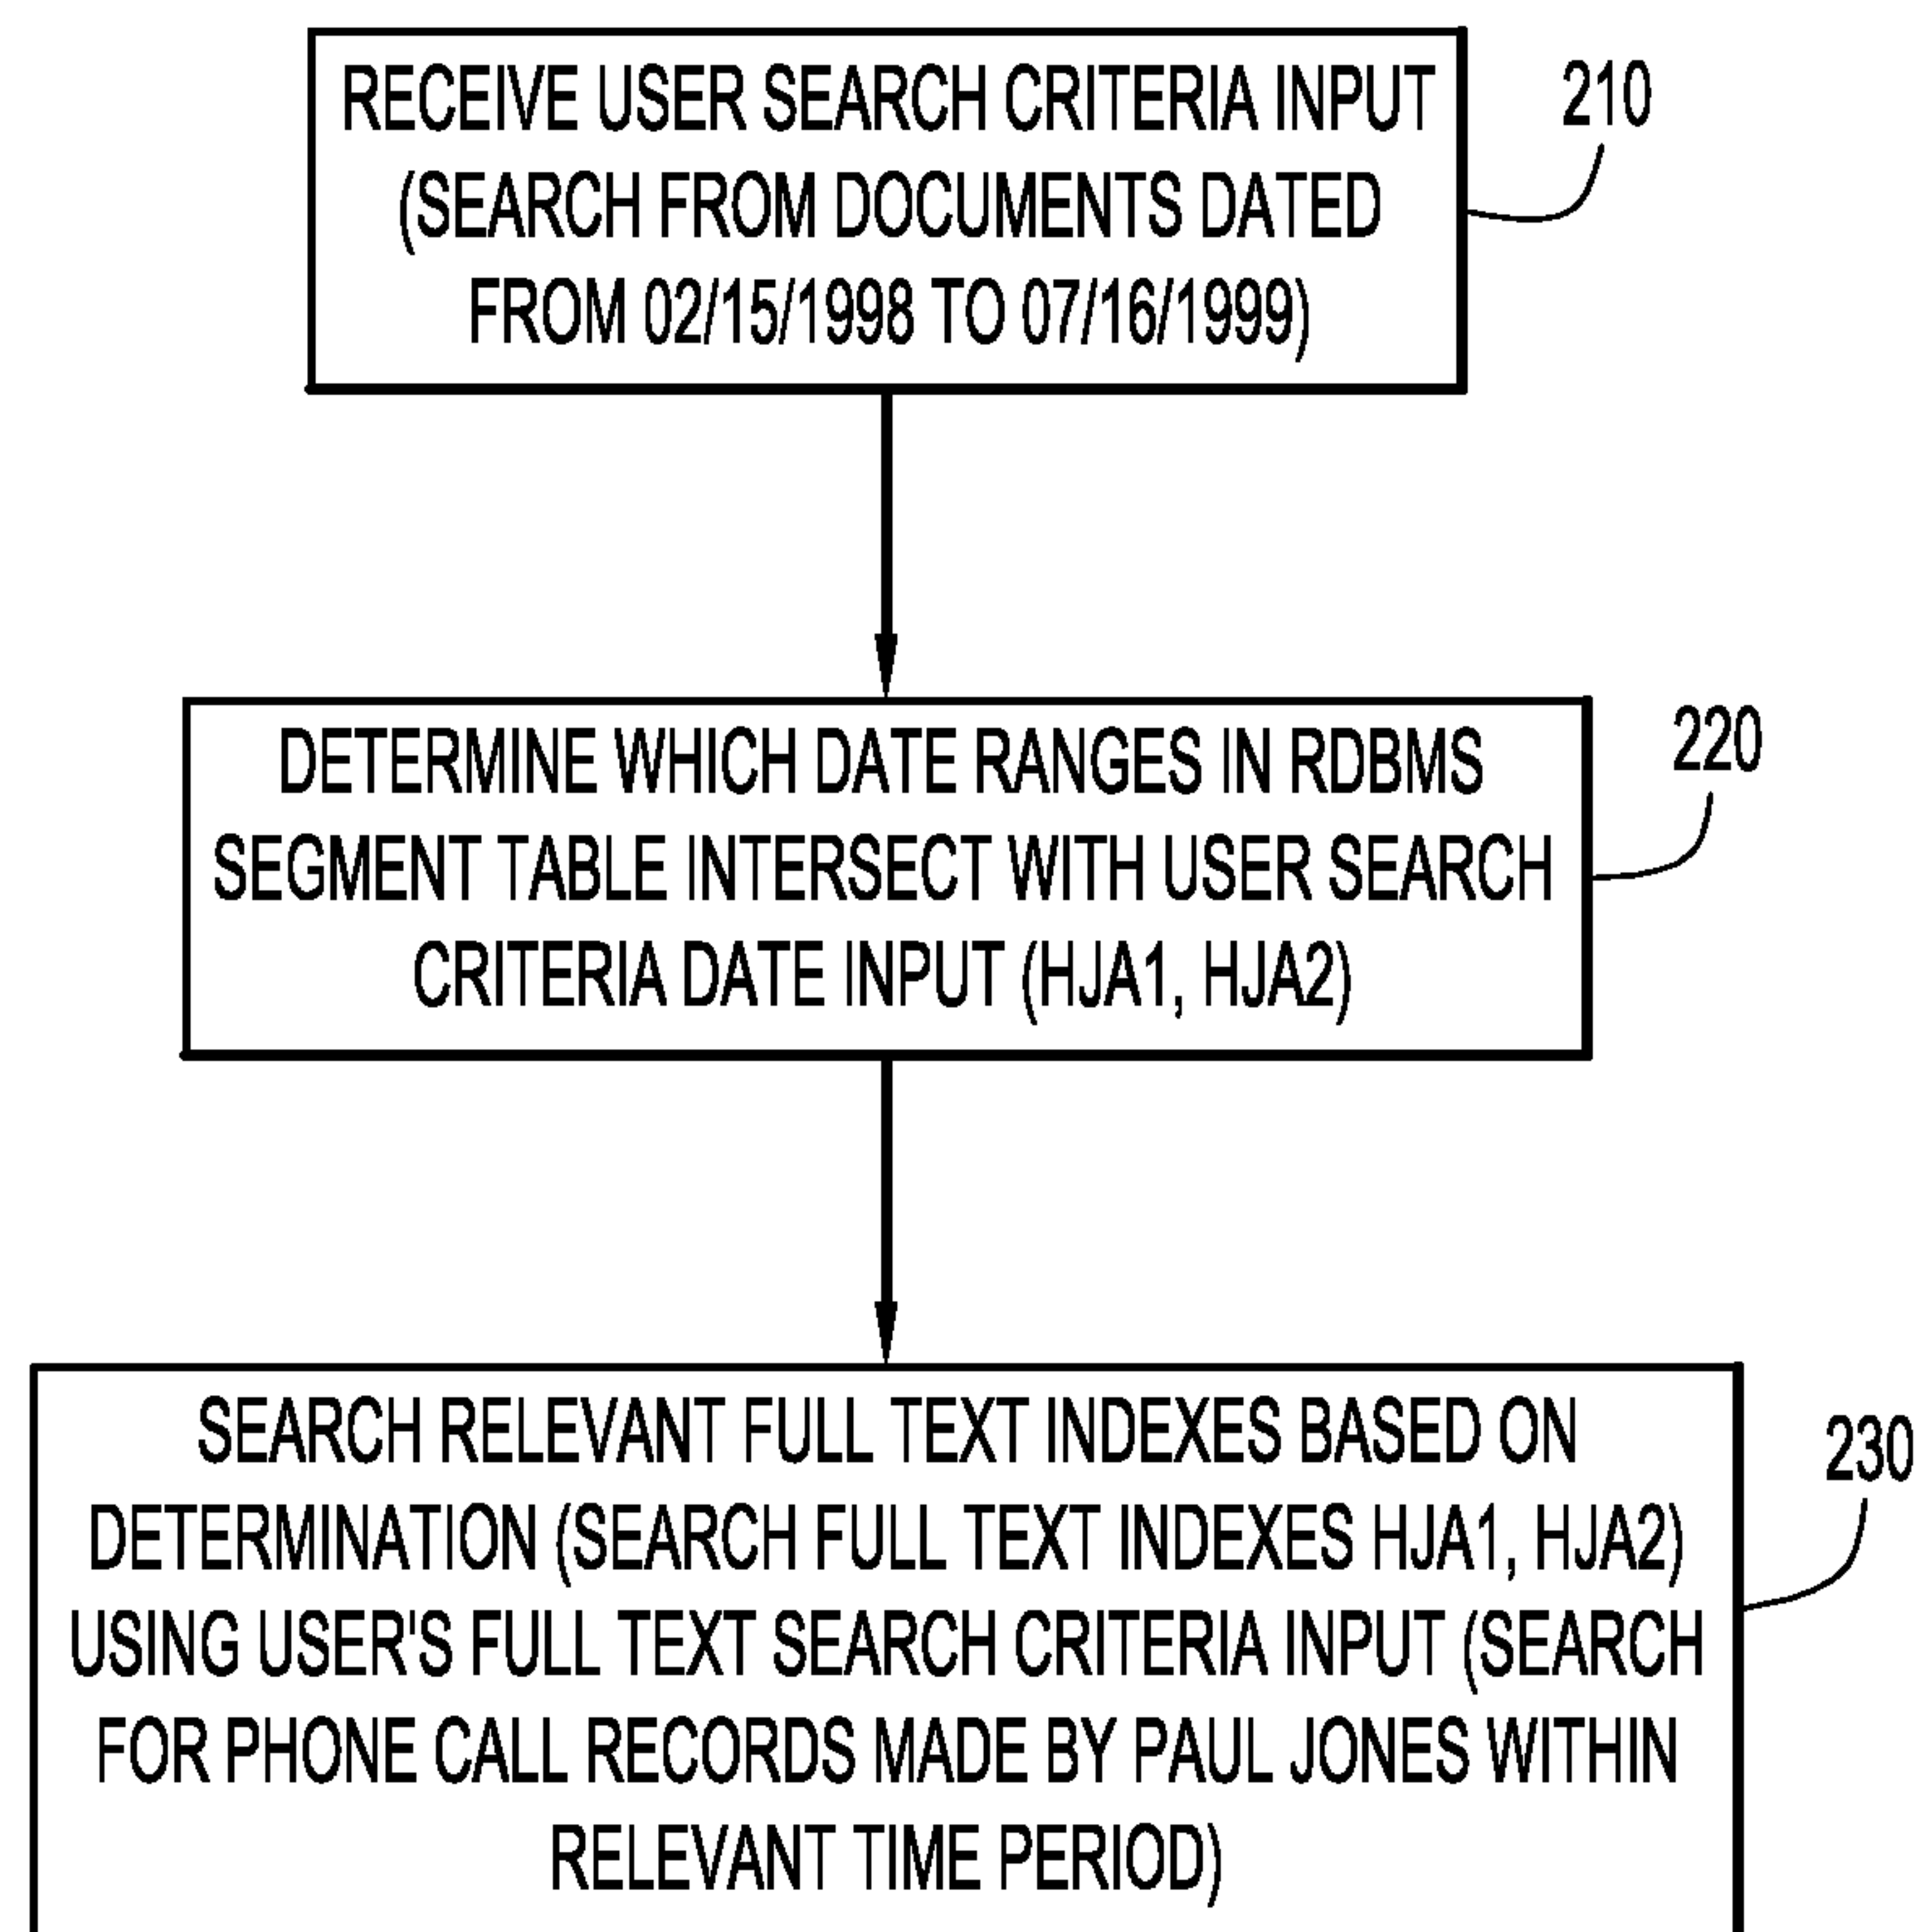 RECEIVE USER SEARCH CRITERIA INPUT
(SEARCH FROM DOCUMENTS DATED
FROM 02/15/1998 TO 07/16/1999)
210
DETERMINE WHICH DATE RANGES IN RDBMS
SEGMENT TABLE INTERSECT WITH USER SEARCH
CRITERIA DATE INPUT (HJA1, HJA2)
220
SEARCH RELEVANT FULL TEXT INDEXES BASED ON
DETERMINATION (SEARCH FULL TEXT INDEXES HJA1, HJA2)
USING USER'S FULL TEXT SEARCH CRITERIA INPUT (SEARCH
FOR PHONE CALL RECORDS MADE BY PAUL JONES WITHIN
RELEVANT TIME PERIOD)
230